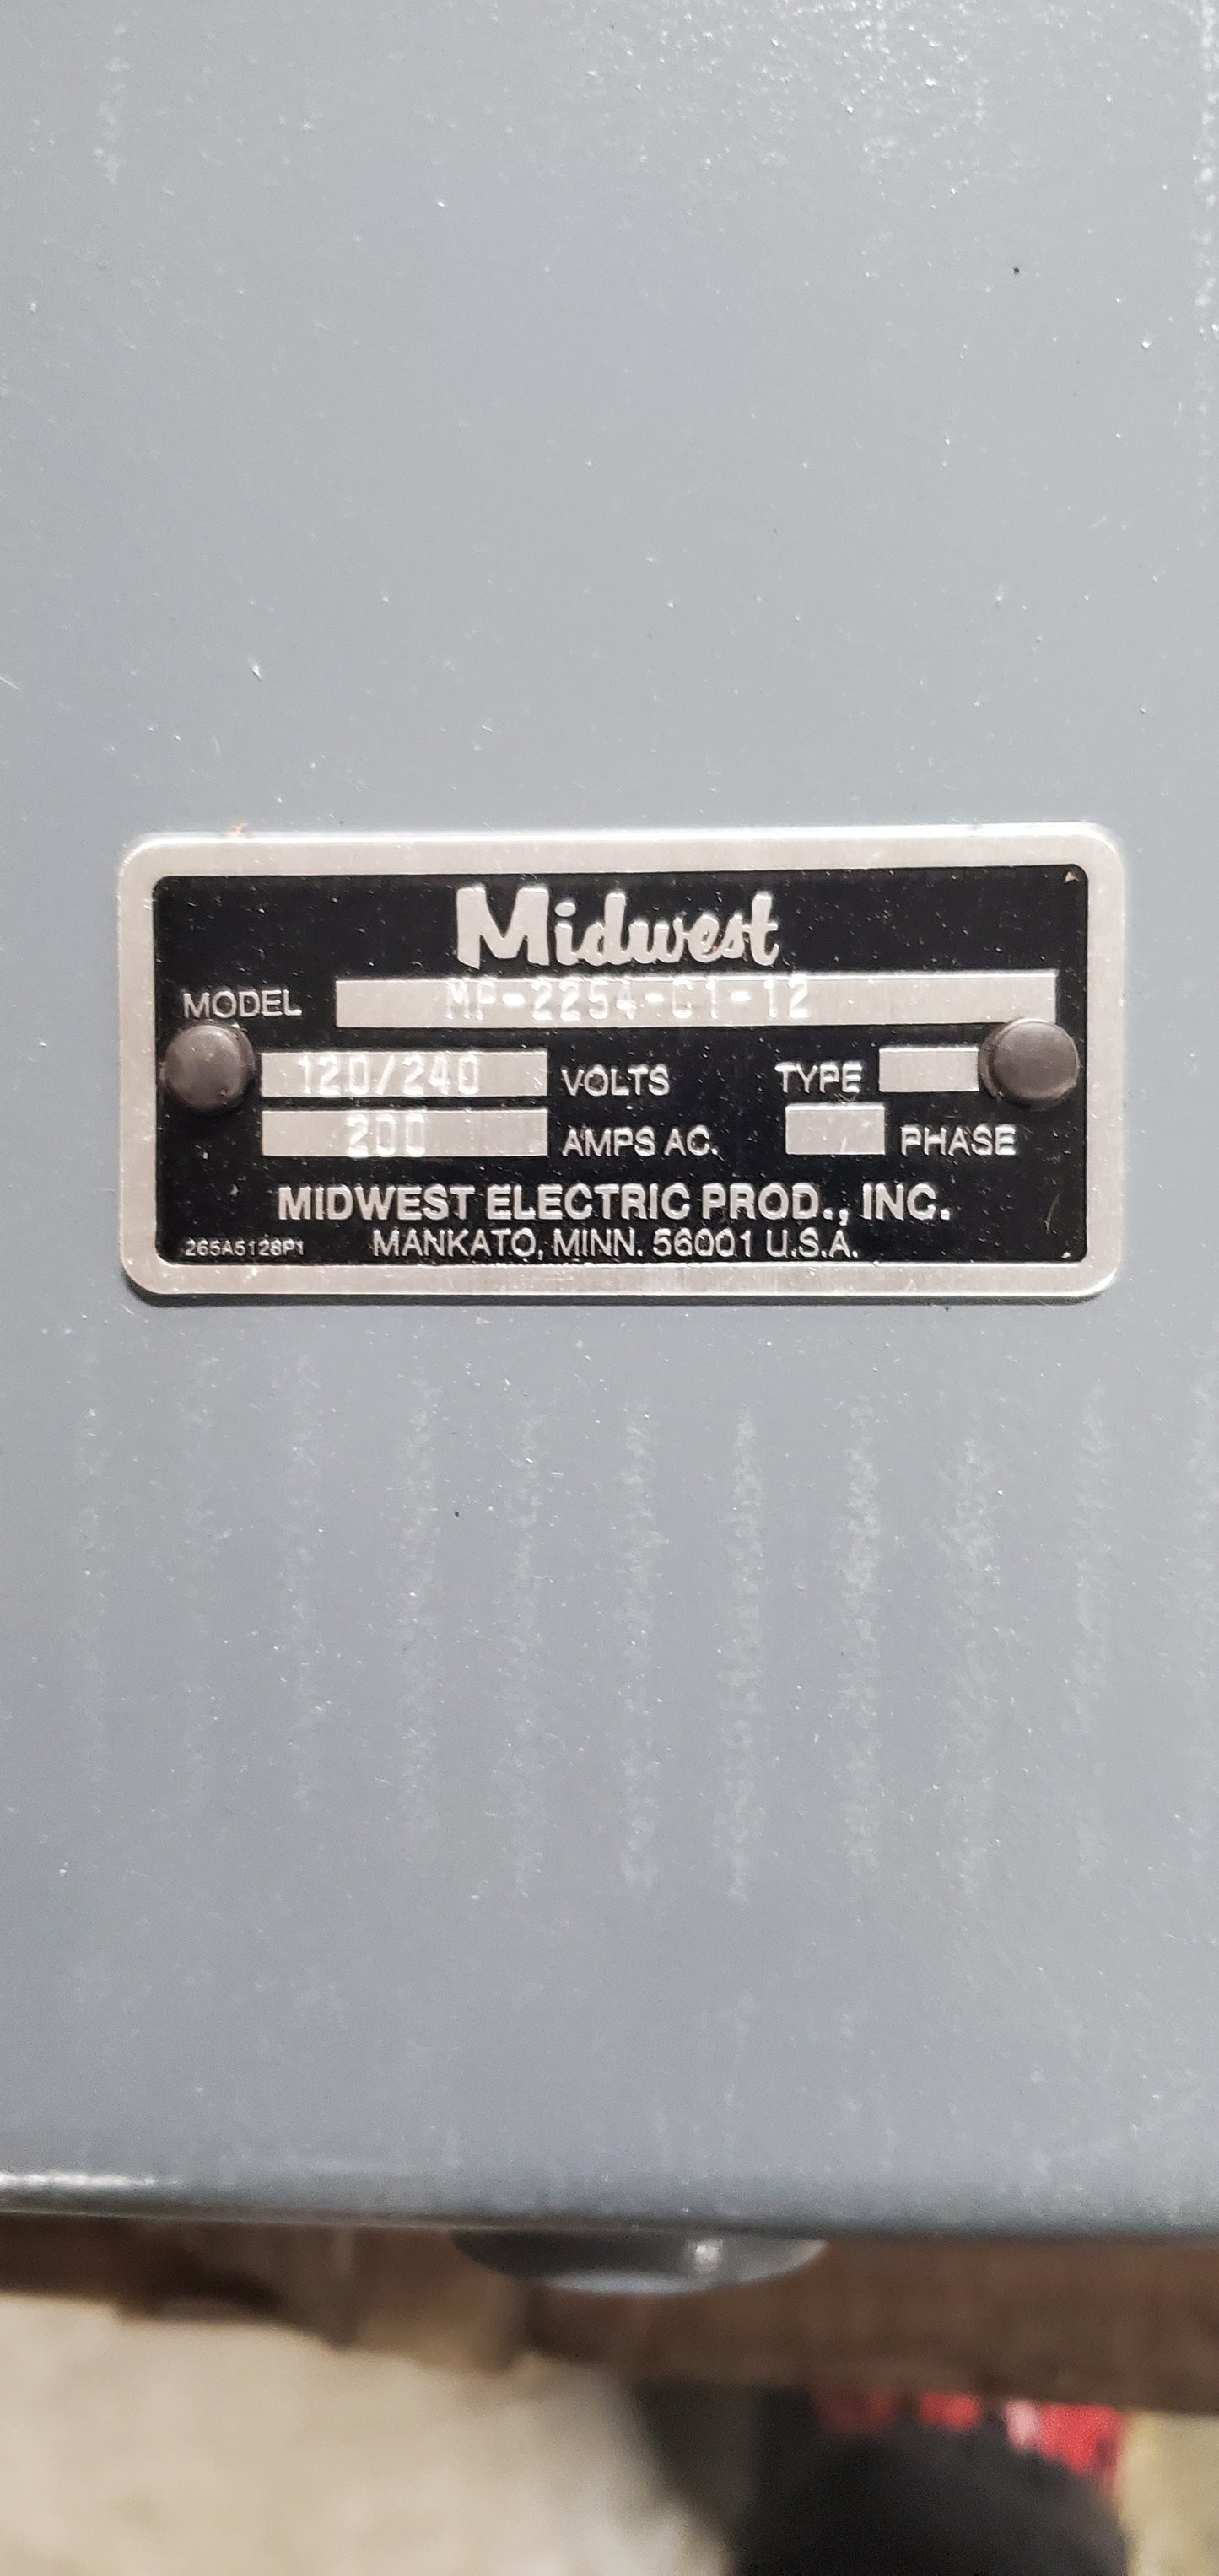 Midwest
MODEL MP-2254-C1-12
120/240 VOLTS TYPE
200 AMPS AC. PHASE
MIDWEST ELECTRIC PROD., INC.
265A5128P1 MANKATO, MINN. 56001 U.S.A.